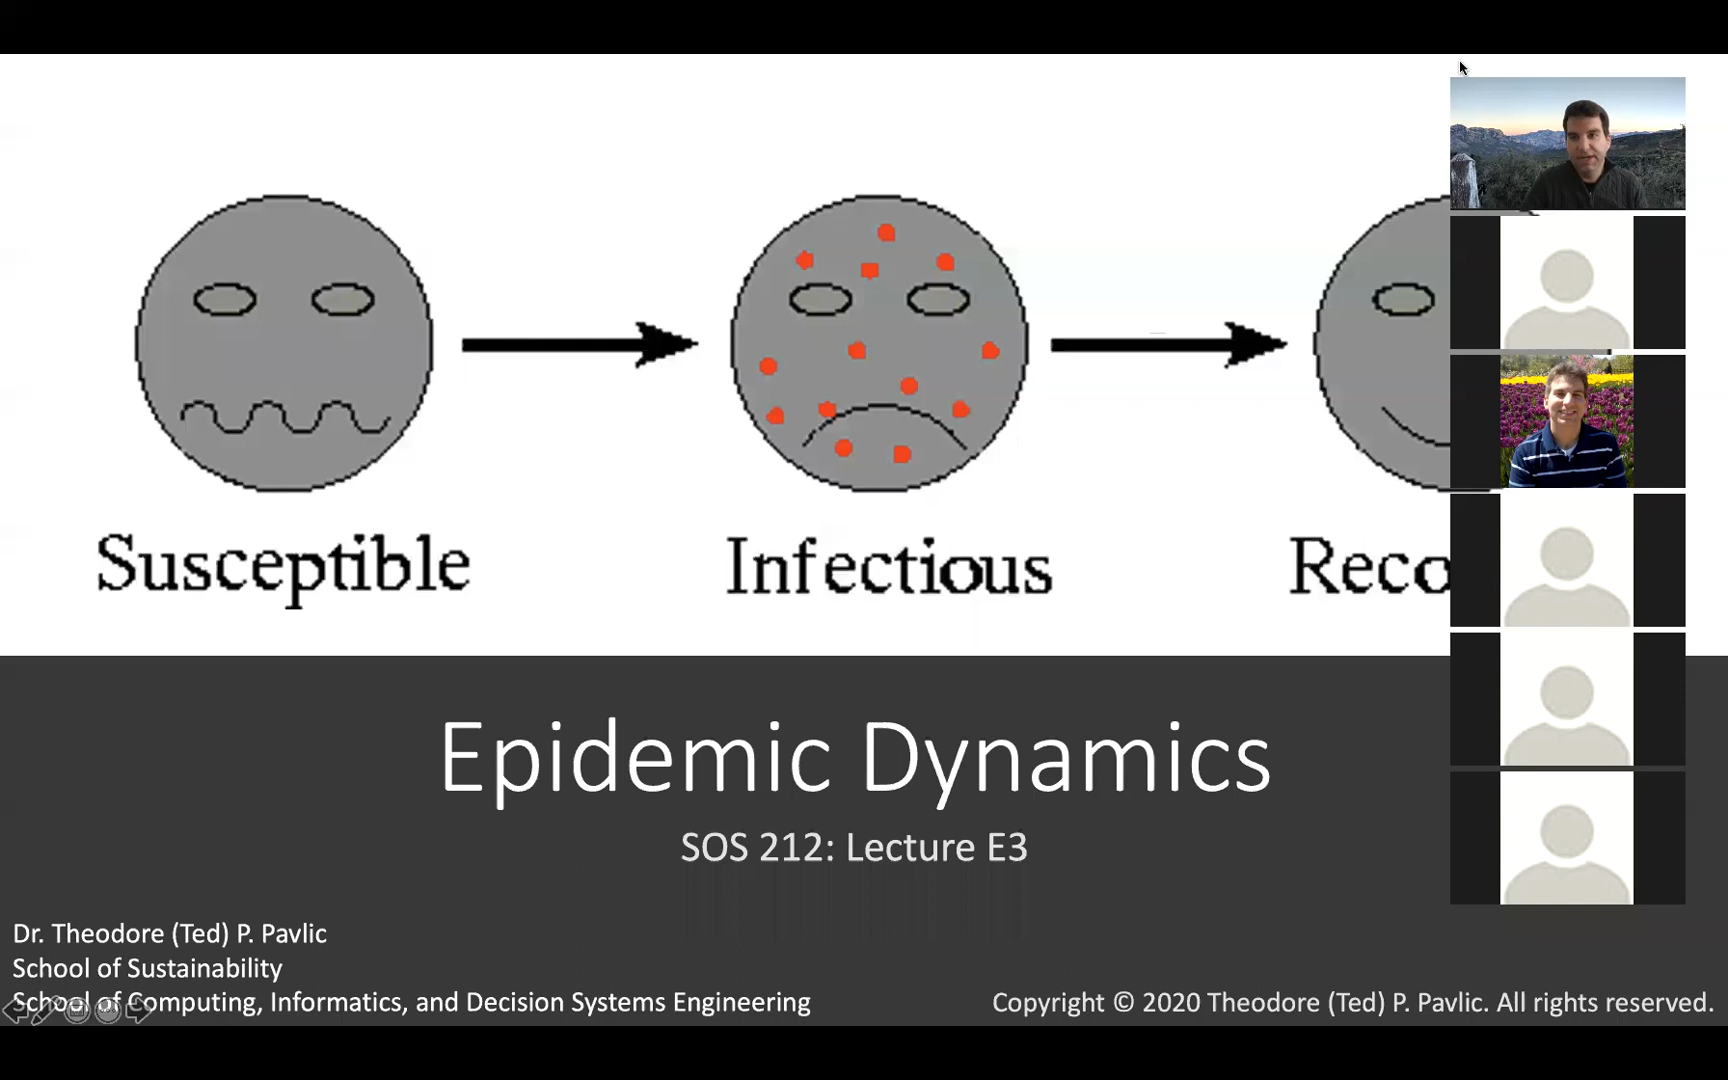 Susceptible Infectious Reco
Epidemic Dynamics
SOS 212: Lecture E3
Dr. Theodore (Ted) P. Pavlic
School of Sustainability
School of Computing, Informatics, and Decision Systems Engineering
Copyright © 2020 Theodore (Ted) P. Pavlic. All rights reserved.